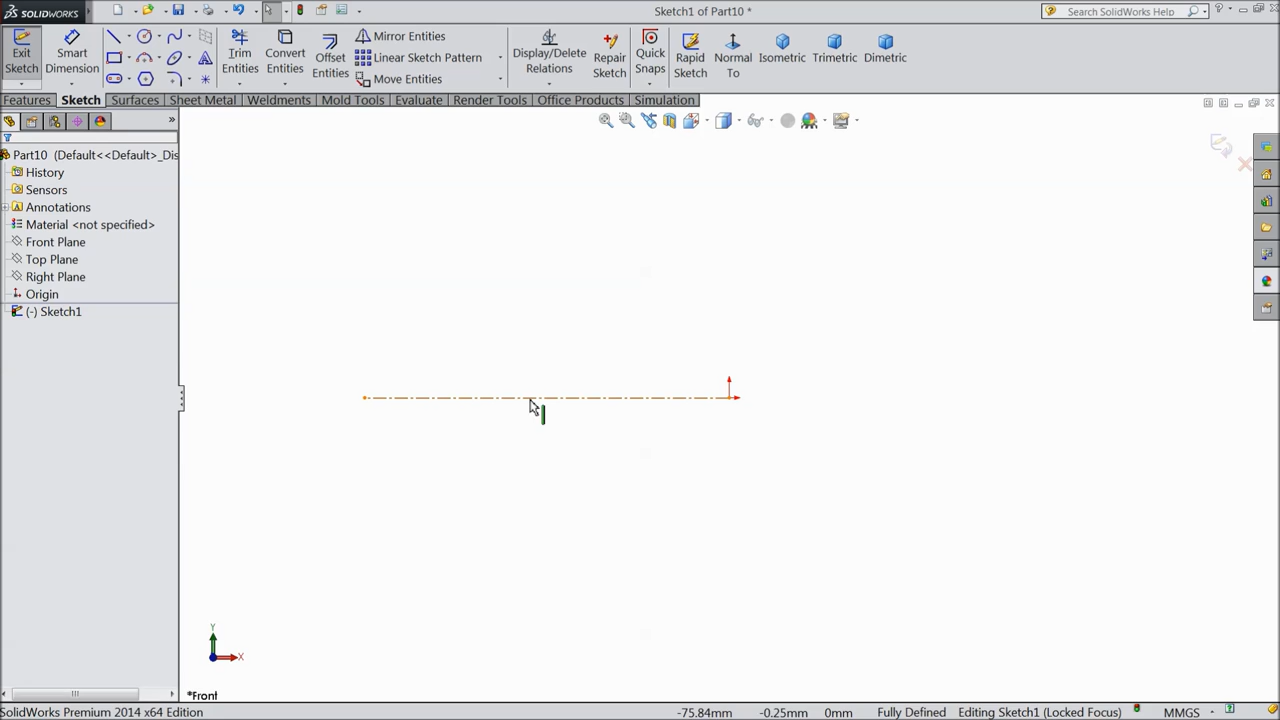 SOLIDWORKS
Sketch1 of Part10 *
Search SolidWorks Help
Exit Sketch
Smart Dimension
Trim Entities
Convert Entities
Offset Entities
Mirror Entities
Linear Sketch Pattern
Move Entities
Display/Delete Relations
Repair Sketch
Quick Snaps
Rapid Sketch
Normal To
Isometric
Trimetric
Dimetric
Features
Sketch
Surfaces
Sheet Metal
Weldments
Mold Tools
Evaluate
Render Tools
Office Products
Simulation
Part10 (Default<<Default>_Dis
History
Sensors
Annotations
Material <not specified>
Front Plane
Top Plane
Right Plane
Origin
(-) Sketch1
Y
X
*Front
SolidWorks Premium 2014 x64 Edition
-75.84mm
-0.25mm
0mm
Fully Defined
Editing Sketch1 (Locked Focus)
MMGS